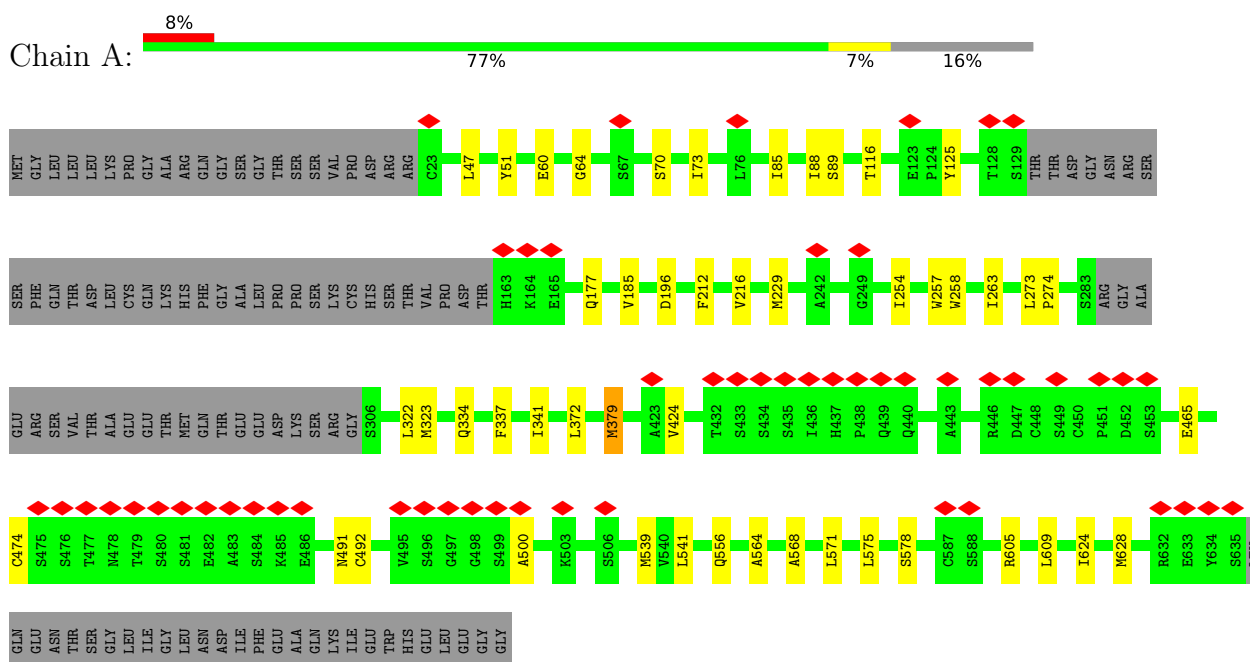 8%
Chain A:
77% 7% 16%
MET GLY LEU LEU LEU LYS PRO GLY ALA ARG GLN GLY SER GLY THR SER SER VAL PRO ASP ARG ARG C23 L47 Y51 E60 G64 S67 S70 I73 L76 I85 I88 S89 T116 E123 P124 Y125 T128 S129 THR THR ASP GLY ASN ARG SER
SER PHE GLN THR ASP LEU CYS GLN LYS HIS PHE GLY ALA LEU PRO PRO SER LYS CYS HIS SER THR VAL PRO ASP THR H163 K164 E165 Q177 V185 D196 F212 V216 M229 A242 G249 I254 W257 W258 I263 L273 P274 S283 ARG GLY ALA
GLU ARG SER VAL THR ALA GLU GLU THR MET GLN THR GLU GLU ASP LYS SER ARG GLY S306 L322 M323 Q334 F337 I341 L372 M379 A423 V424 T432 S433 S434 S435 I436 H437 P438 Q439 Q440 A443 R446 D447 C448 S449 C450 P451 D452 S453 E465
C474 S475 S476 T477 N478 T479 S480 S481 E482 A483 S484 K485 E486 N491 C492 V495 S496 G497 G498 S499 A500 K503 S506 M539 V540 L541 Q556 A564 A568 L571 L575 S578 C587 S588 R605 L609 I624 M628 R632 E633 Y634 S635
GLN GLU ASN THR SER GLY LEU ILE GLY LEU ASN ASP ILE PHE GLU ALA GLN LYS ILE GLU TRP HIS GLU LEU GLU GLY GLY